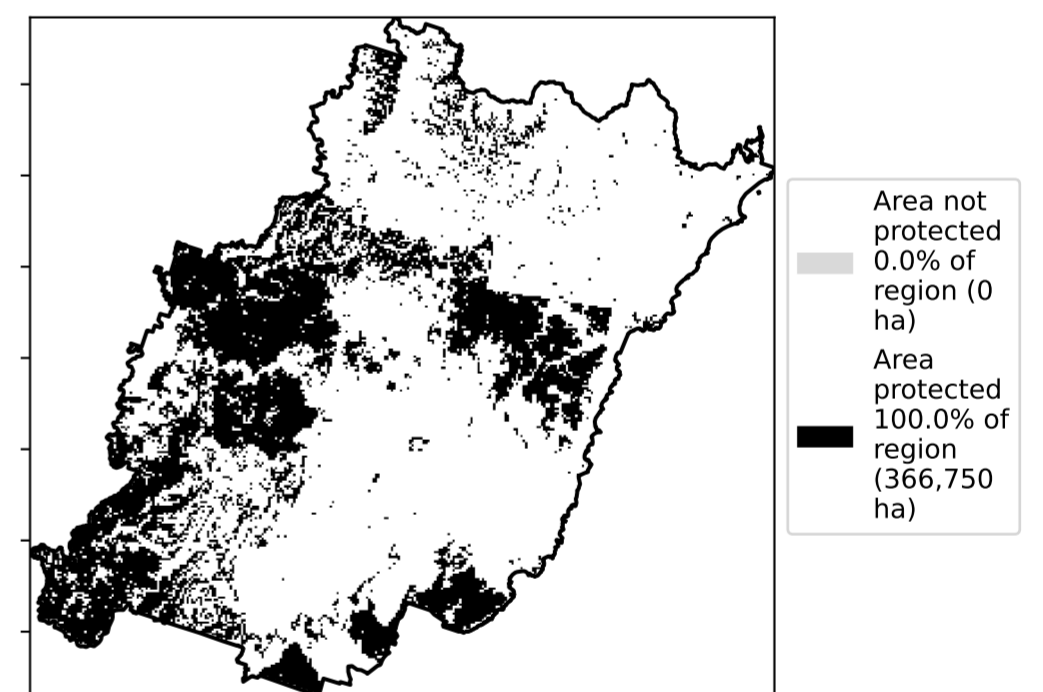 Area not
protected
0.0% of
region (0
ha)
Area
protected
100.0% of
region
(366,750
ha)